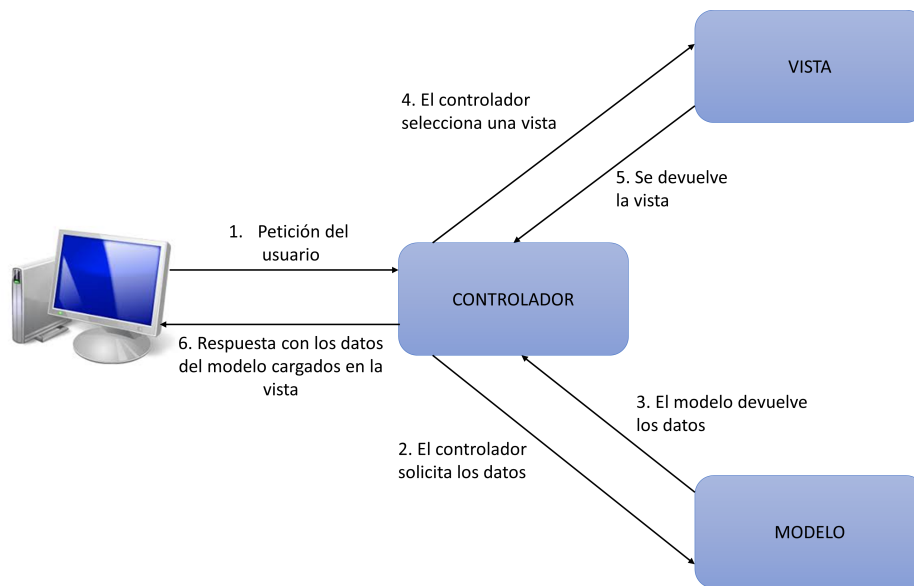 VISTA
4. El controlador
selecciona una vista
5. Se devuelve
la vista
1. Petición del
usuario
CONTROLADOR
6. Respuesta con los datos
del modelo cargados en la
vista
3. El modelo devuelve
los datos
2. El controlador
solicita los datos
MODELO